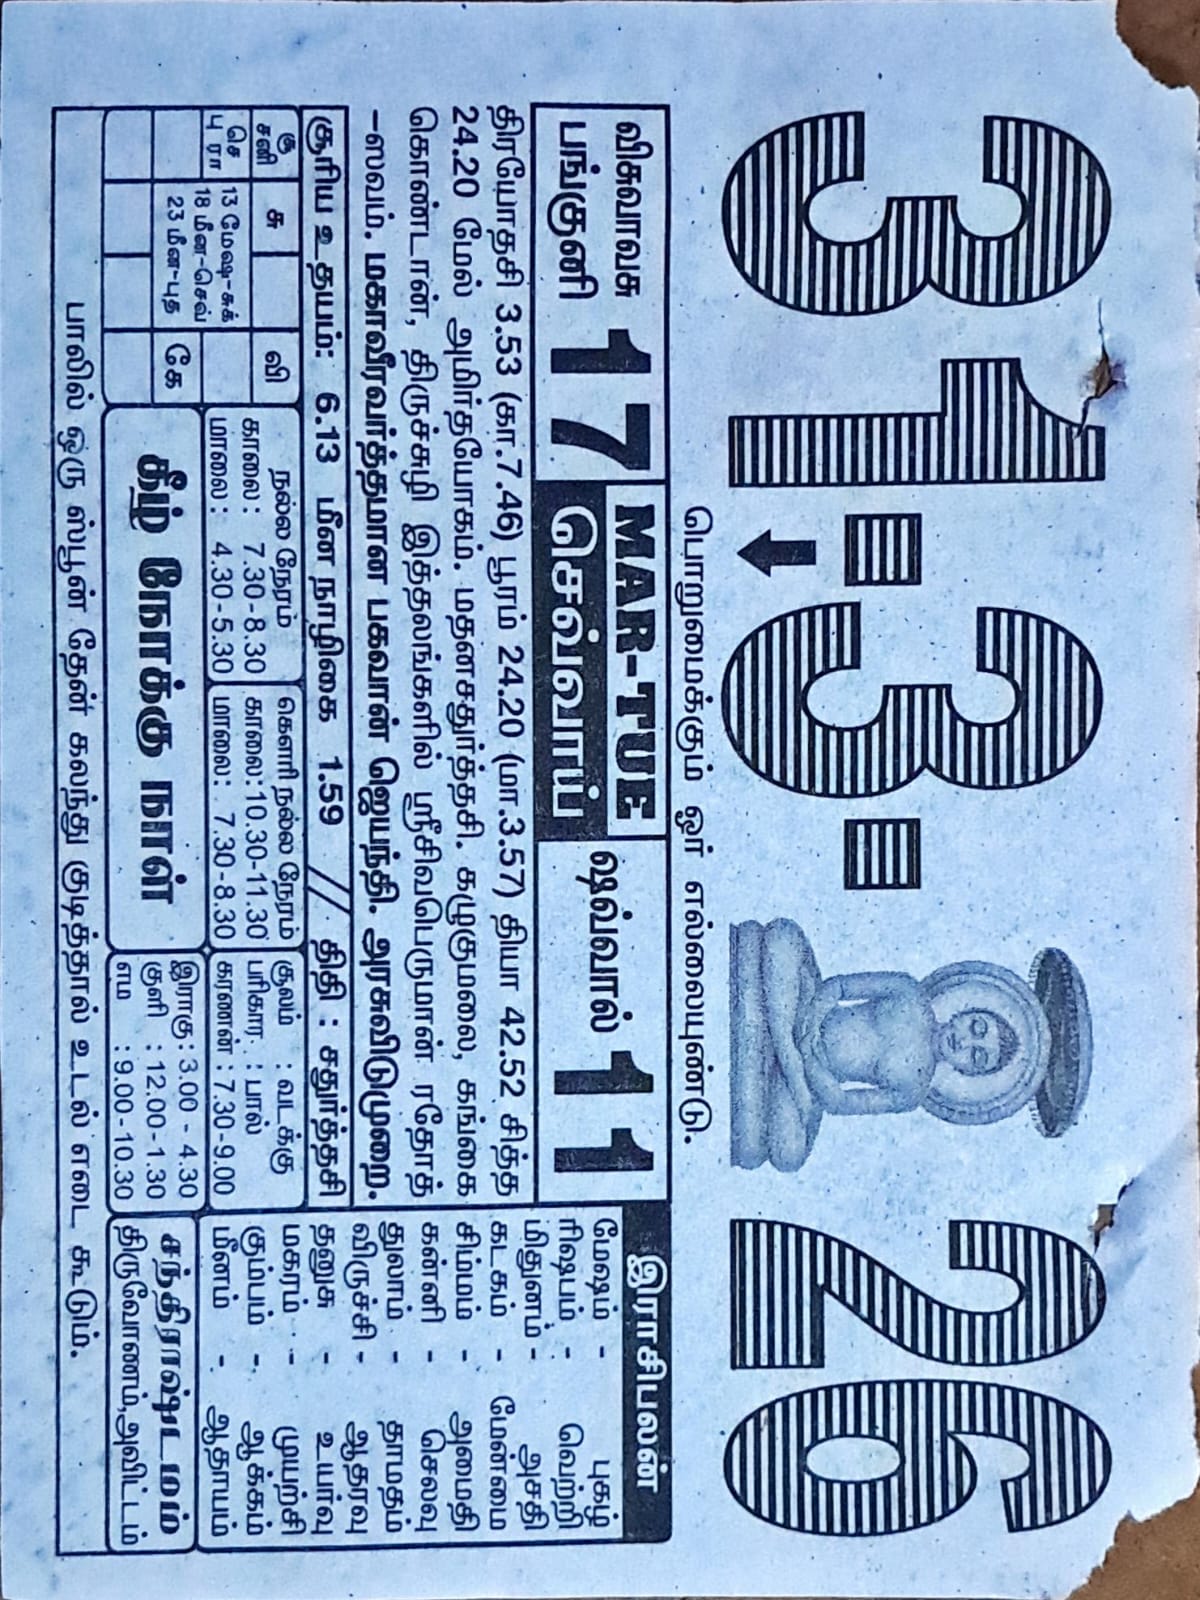 31-3-26
பொறுமைக்கும் ஓர் எல்லையுண்டு.
விசுவாவசு
பங்குனி 17
MAR-TUE
செவ்வாய்
ஷவ்வால் 11
திரயோதசி 3.53 (கா.7.46) பூரம் 24.20 (மா.3.57) தியா 42.52 சித்த
24.20 மேல் அமிர்தயோகம். மதனசதுர்த்தசி. கழுகுமலை, கங்கை
கொண்டான், திருச்சுழி இத்தலங்களில் ஸ்ரீசிவபெருமான் ரதோத்
-ஸவம். மகாவீரவர்த்தமான பகவான் ஜெயந்தி. அரசுவிடுமுறை.
சூரிய உதயம்: 6.13 மீன நாழிகை 1.59 // திதி : சதுர்த்தசி
கு
சனி
சு
வி
செ
பு ரா
13 மேஷ-சுக்
18 மீன-செவ்
23 மீன-புத
கே
நல்ல நேரம்
காலை: 7.30-8.30
மாலை: 4.30-5.30
கௌரி நல்ல நேரம்
காலை:10.30-11.30
மாலை: 7.30-8.30
சூலம் : வடக்கு
பரிகார : பால்
கரணன் : 7.30-9.00
கீழ் நோக்கு நாள்
இராகு : 3.00 - 4.30
குளி : 12.00-1.30
எம : 9.00-10.30
இராசிபலன்
மேஷம் - புகழ்
ரிஷபம் - வெற்றி
மிதுனம் - அசதி
கடகம் - மேன்மை
சிம்மம் - அமைதி
கன்னி - செலவு
துலாம் - தாமதம்
விருச்சி - ஆதரவு
தனுசு - உயர்வு
மகரம் - முயற்சி
கும்பம் - ஆக்கம்
மீனம் - ஆதாயம்
சந்திராஷ்டமம்
திருவோணம்,அவிட்டம்
பாலில் ஒரு ஸ்பூன் தேன் கலந்து குடித்தால் உடல் எடை கூடும்.